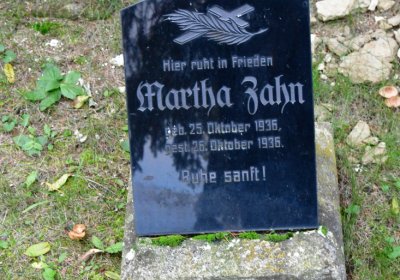 Hier ruht in Frieden
Martha Zahn
geb. 25. Oktober 1936,
gest. 26. Oktober 1936.
Ruhe sanft!